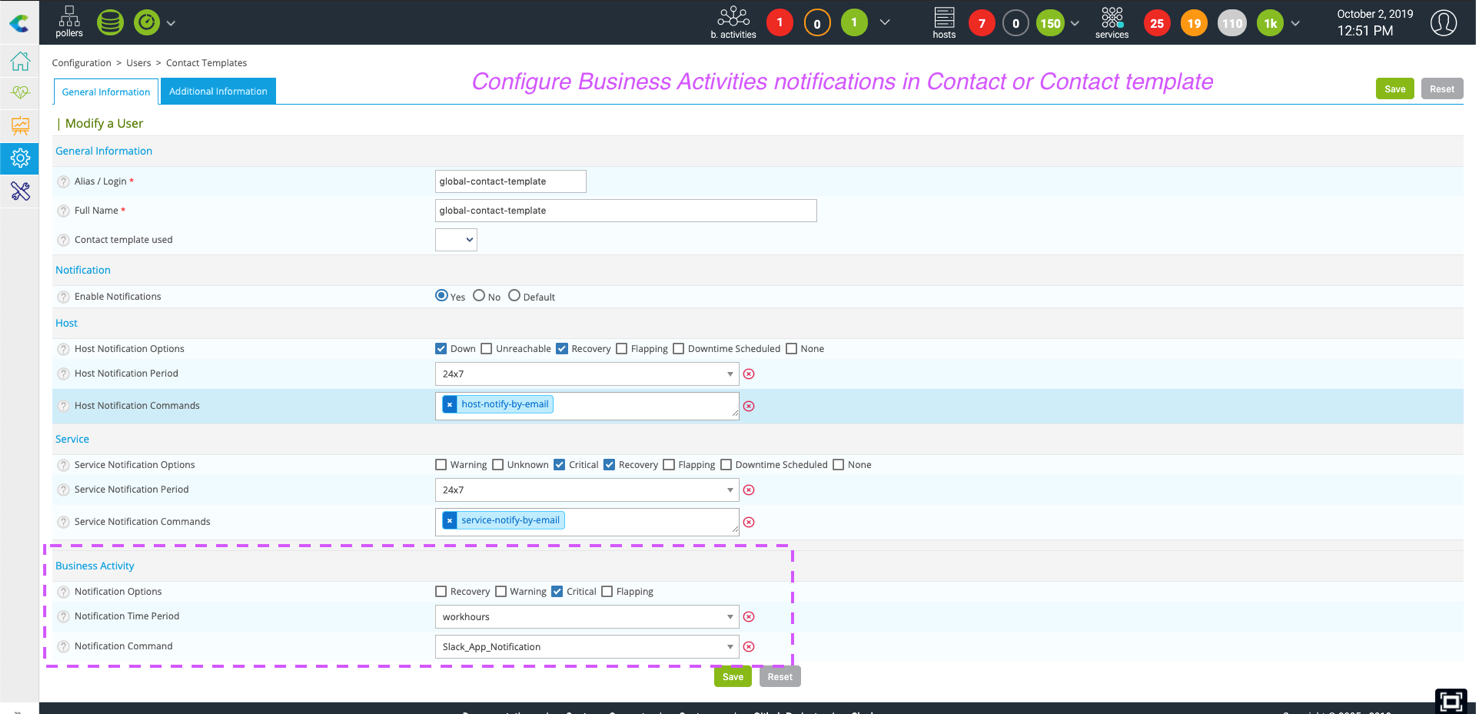 pollers
b. activities
1 0 1
hosts
7 0 150
services
25 19 110 1k
October 2, 2019
12:51 PM
Configuration > Users > Contact Templates
Configure Business Activities notifications in Contact or Contact template
General Information Additional Information
Save Reset
| Modify a User
General Information
? Alias / Login * global-contact-template
? Full Name * global-contact-template
? Contact template used
Notification
? Enable Notifications Yes No Default
Host
? Host Notification Options Down Unreachable Recovery Flapping Downtime Scheduled None
? Host Notification Period 24x7
? Host Notification Commands × host-notify-by-email
Service
? Service Notification Options Warning Unknown Critical Recovery Flapping Downtime Scheduled None
? Service Notification Period 24x7
? Service Notification Commands × service-notify-by-email
Business Activity
? Notification Options Recovery Warning Critical Flapping
? Notification Time Period workhours
? Notification Command Slack_App_Notification
Save Reset